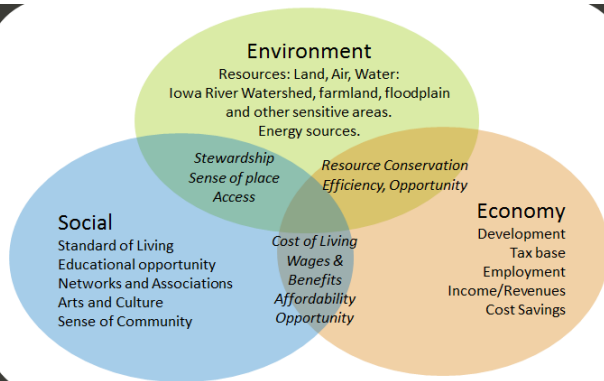 Environment
Resources: Land, Air, Water:
Iowa River Watershed, farmland, floodplain
and other sensitive areas.
Energy sources.
Stewardship
Sense of place
Access
Resource Conservation
Efficiency, Opportunity
Social
Standard of Living
Educational opportunity
Networks and Associations
Arts and Culture
Sense of Community
Cost of Living
Wages &
Benefits
Affordability
Opportunity
Economy
Development
Tax base
Employment
Income/Revenues
Cost Savings